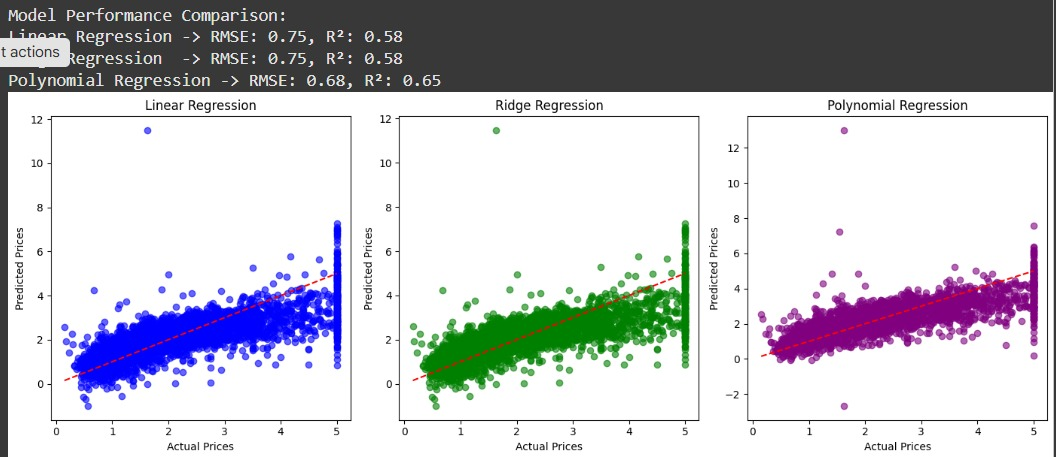 Model Performance Comparison:
Regression -> RMSE: 0.75, R²: 0.58
t actions
Regression -> RMSE: 0.75, R²: 0.58
Polynomial Regression -> RMSE: 0.68, R²: 0.65
Linear Regression
Ridge Regression
Polynomial Regression
12
10
8
6
4
2
0
Predicted Prices
0 1 2 3 4 5
Actual Prices
12
10
8
6
4
2
0
Predicted Prices
0 1 2 3 4 5
Actual Prices
12
10
8
6
4
2
0
−2
Predicted Prices
0 1 2 3 4 5
Actual Prices